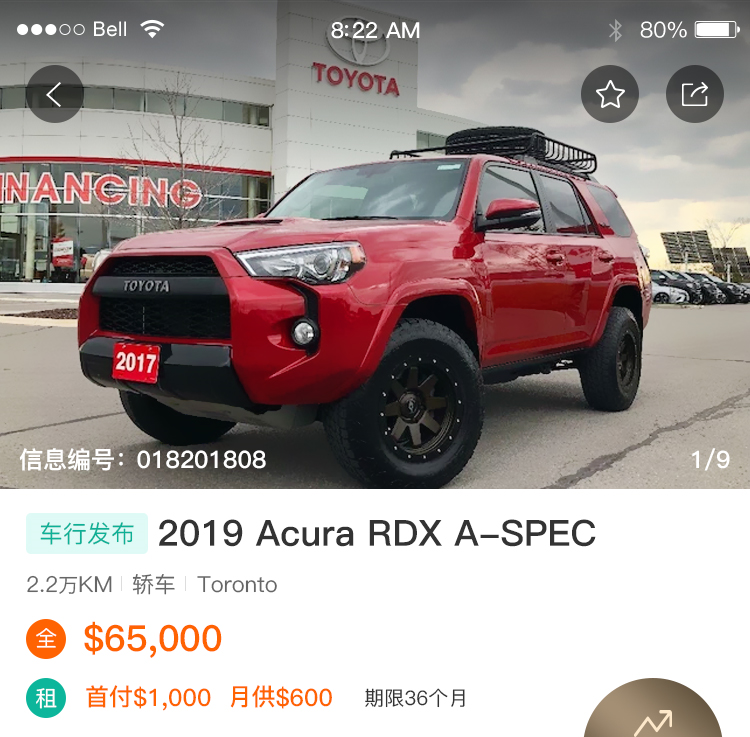 Bell 8:22 AM 80%
TOYOTA
INANCING
TOYOTA
2017
信息编号：018201808 1/9
车行发布 2019 Acura RDX A-SPEC
2.2万KM 轿车 Toronto
全 $65,000
租 首付$1,000 月供$600 期限36个月